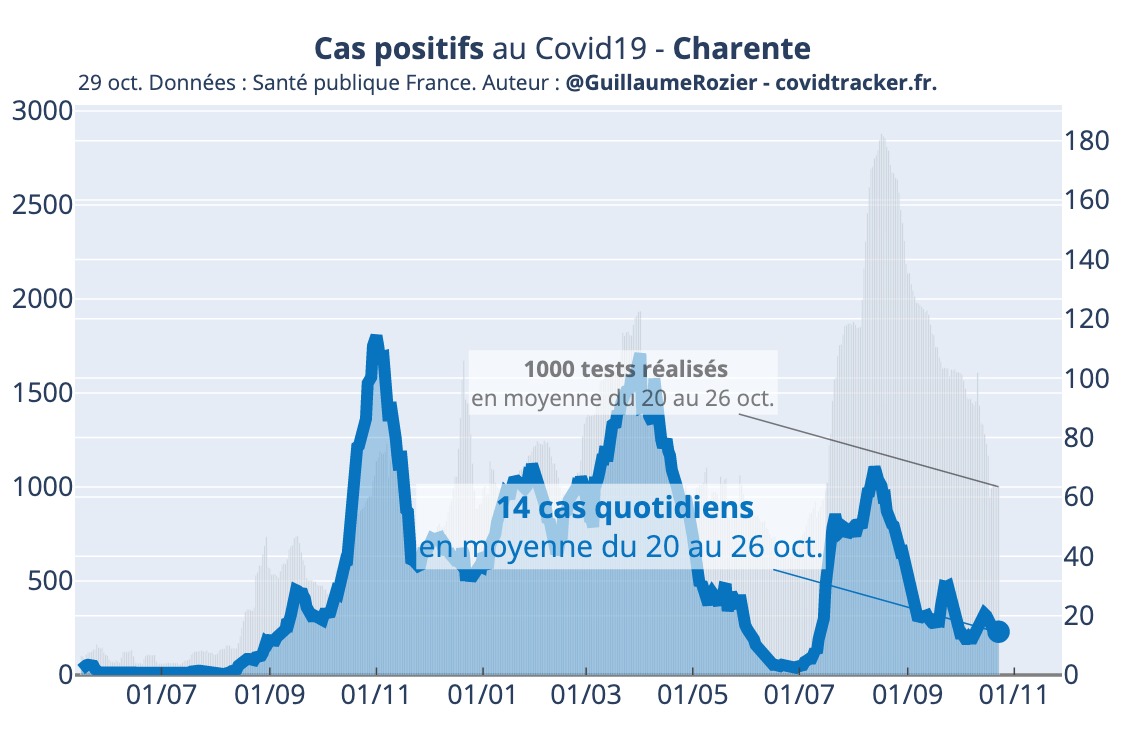 Cas positifs au Covid19 - Charente
29 oct. Données : Santé publique France. Auteur : @GuillaumeRozier - covidtracker.fr.
3000
2500
2000
1500
1000
500
0
180
160
140
120
100
80
60
40
20
0
1000 tests réalisés
en moyenne du 20 au 26 oct.
14 cas quotidiens
en moyenne du 20 au 26 oct.
01/07 01/09 01/11 01/01 01/03 01/05 01/07 01/09 01/11